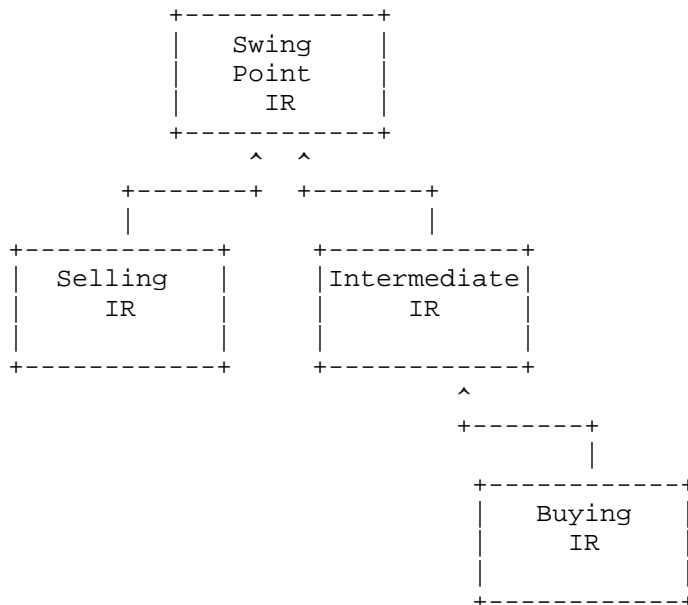 Swing
Point
IR
Selling
IR
Intermediate
IR
Buying
IR